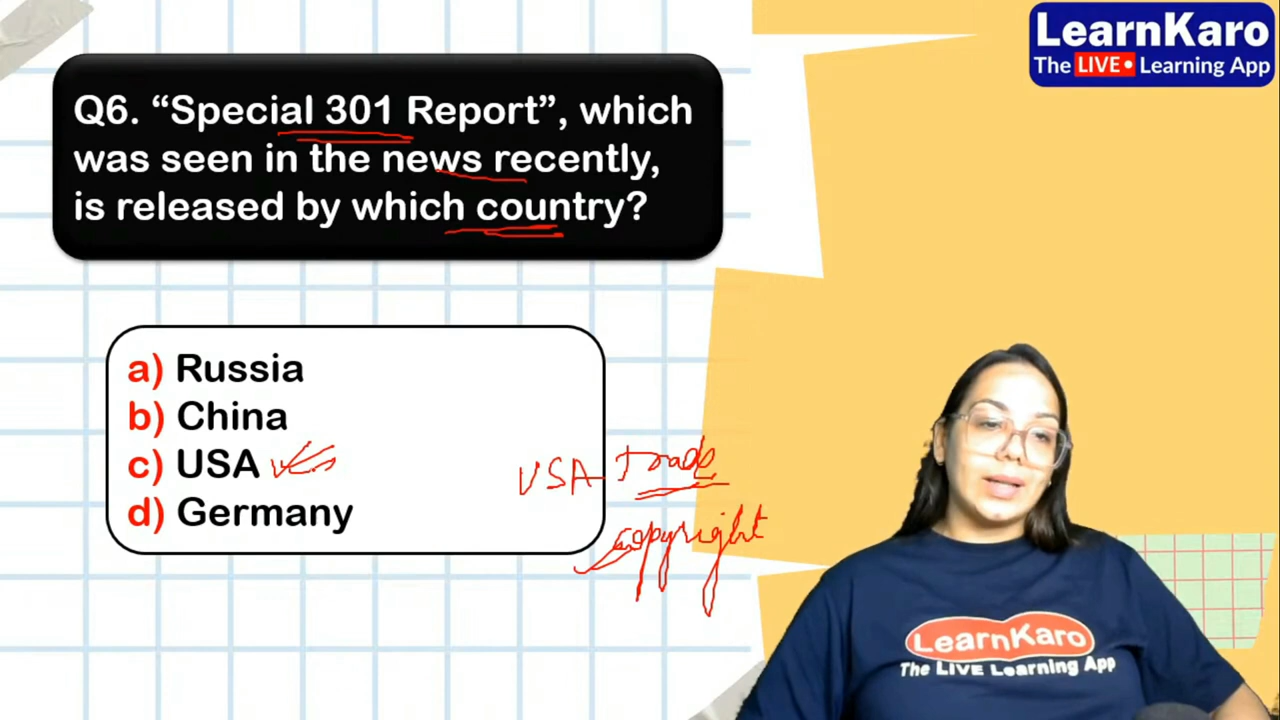 LearnKaro
The LIVE• Learning App
Q6. “Special 301 Report”, which
was seen in the news recently,
is released by which country?
a) Russia
b) China
c) USA
d) Germany
USA trade
copyright
LearnKaro
The LIVE Learning App